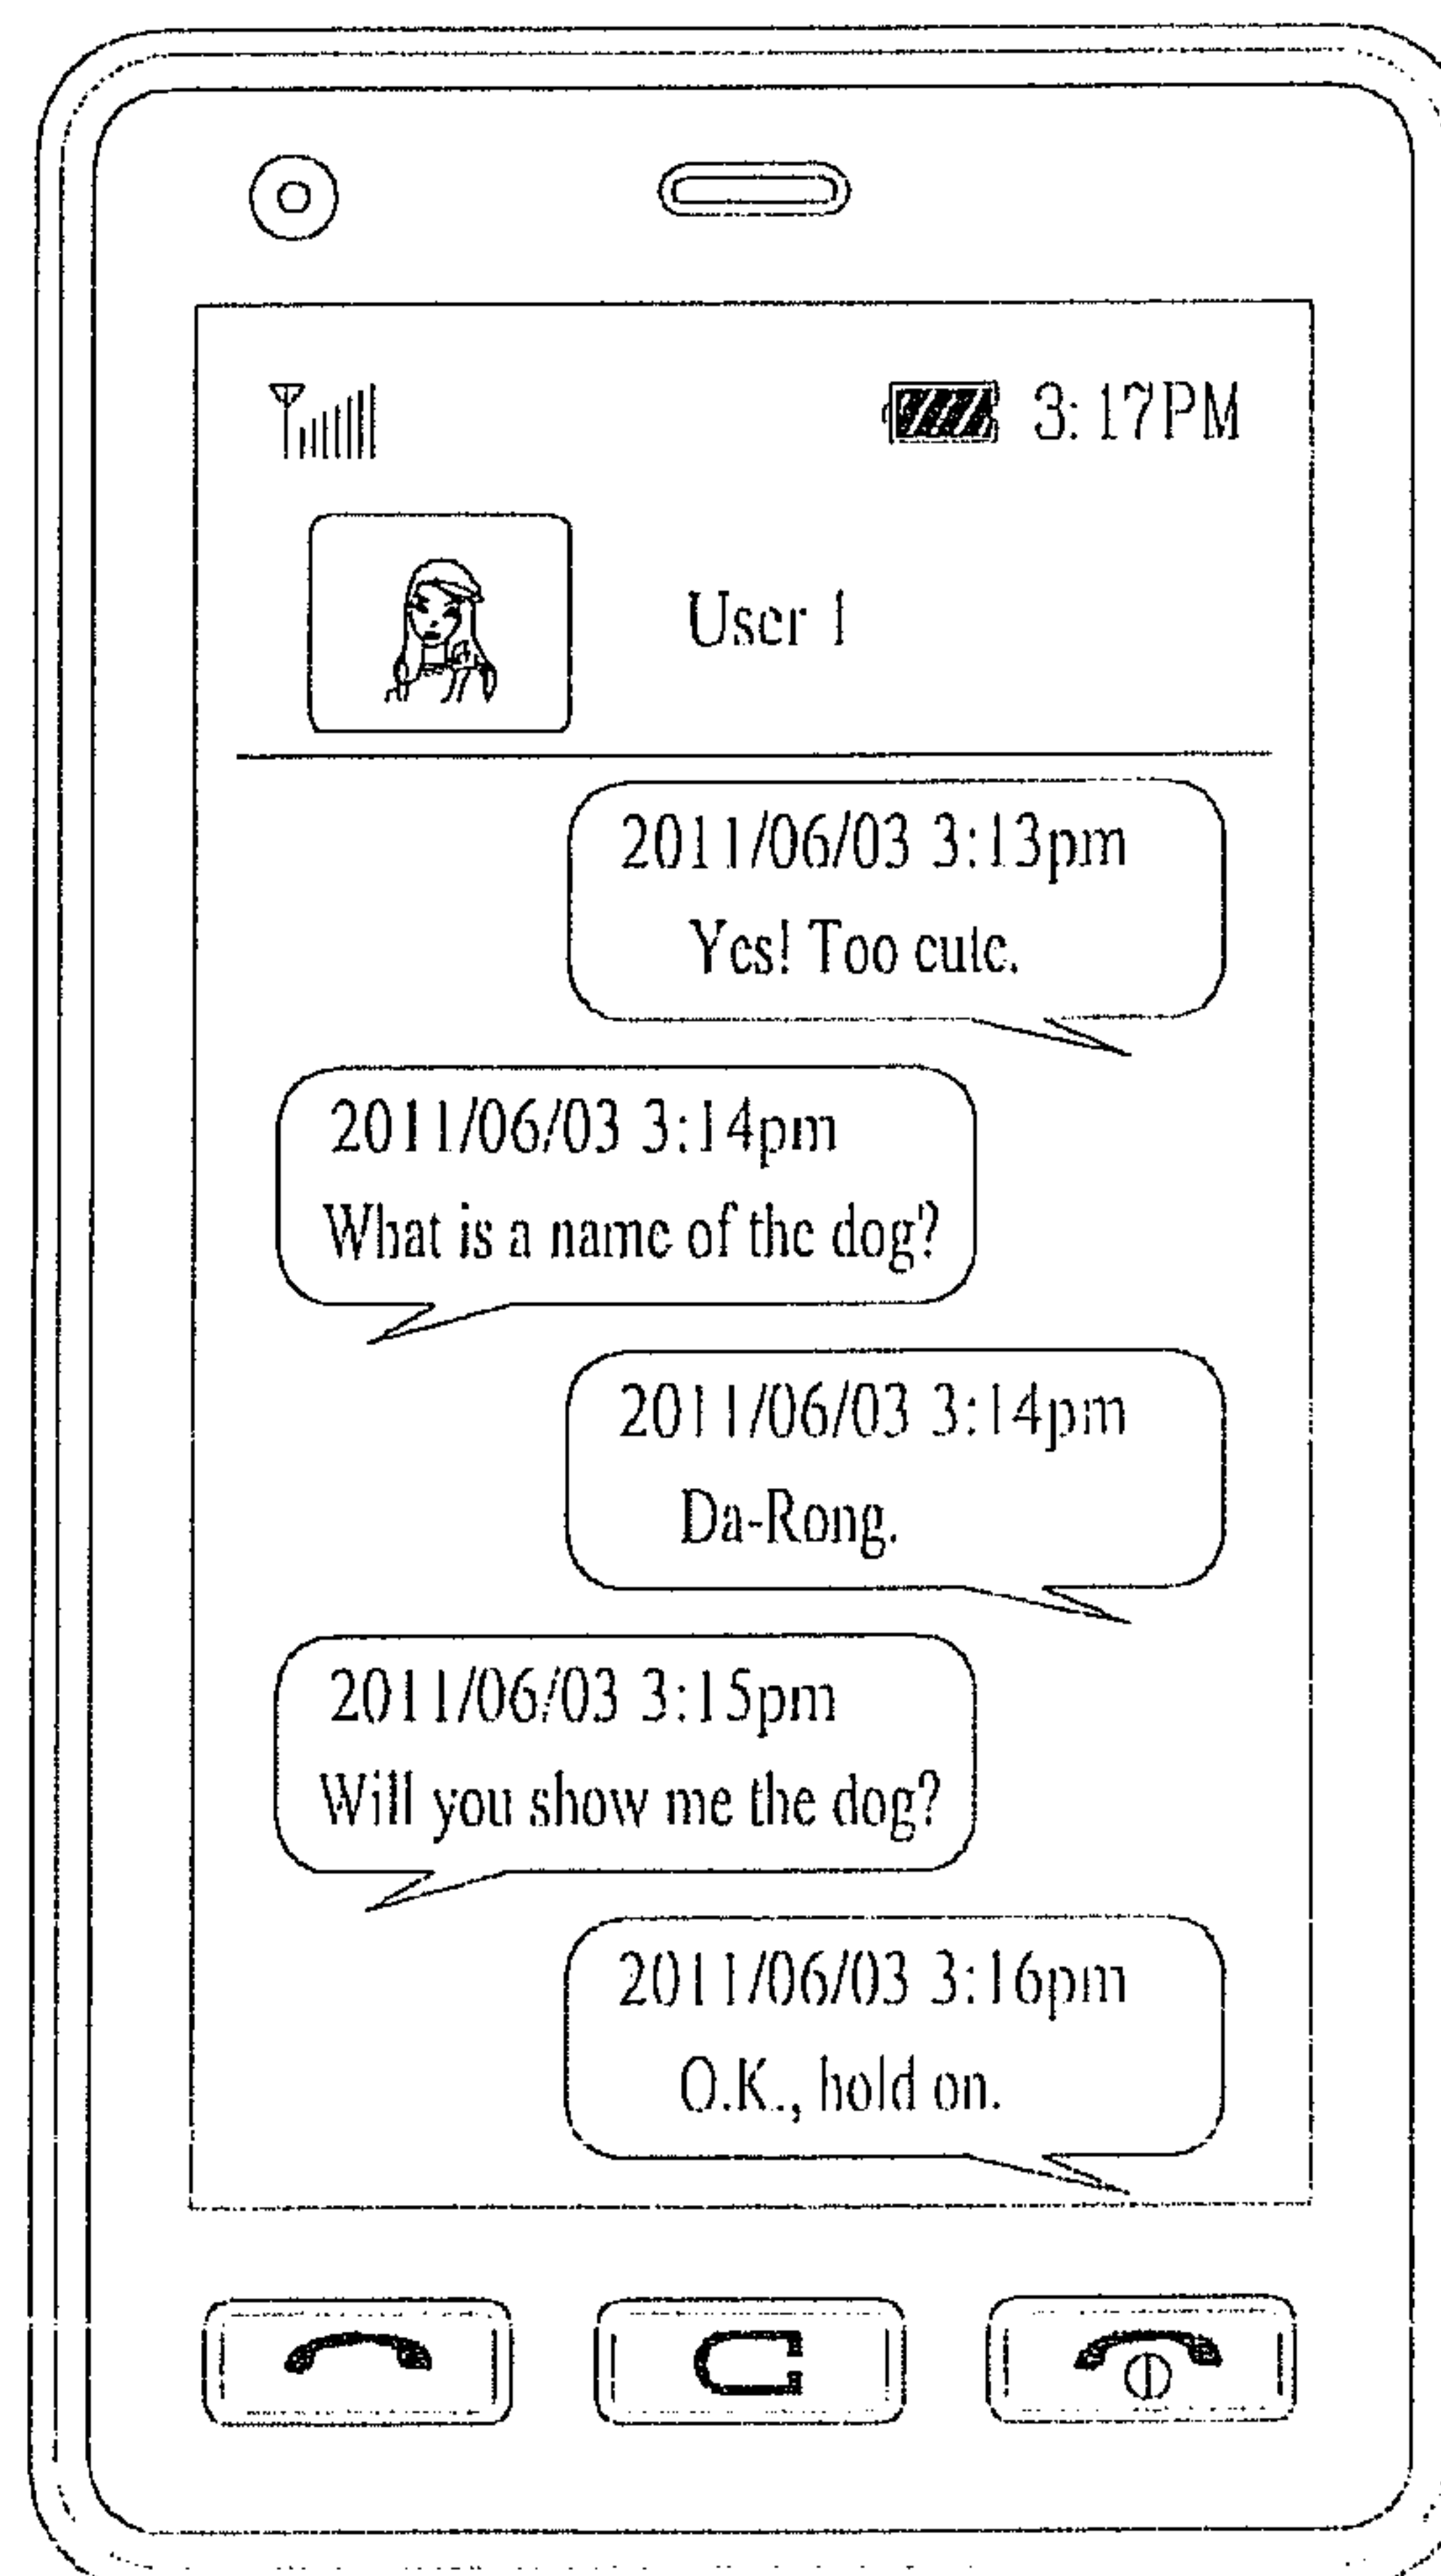 3:17PM
User 1
2011/06/03 3:13pm
Yes! Too cute.
2011/06/03 3:14pm
What is a name of the dog?
2011/06/03 3:14pm
Da-Rong.
2011/06/03 3:15pm
Will you show me the dog?
2011/06/03 3:16pm
O.K., hold on.